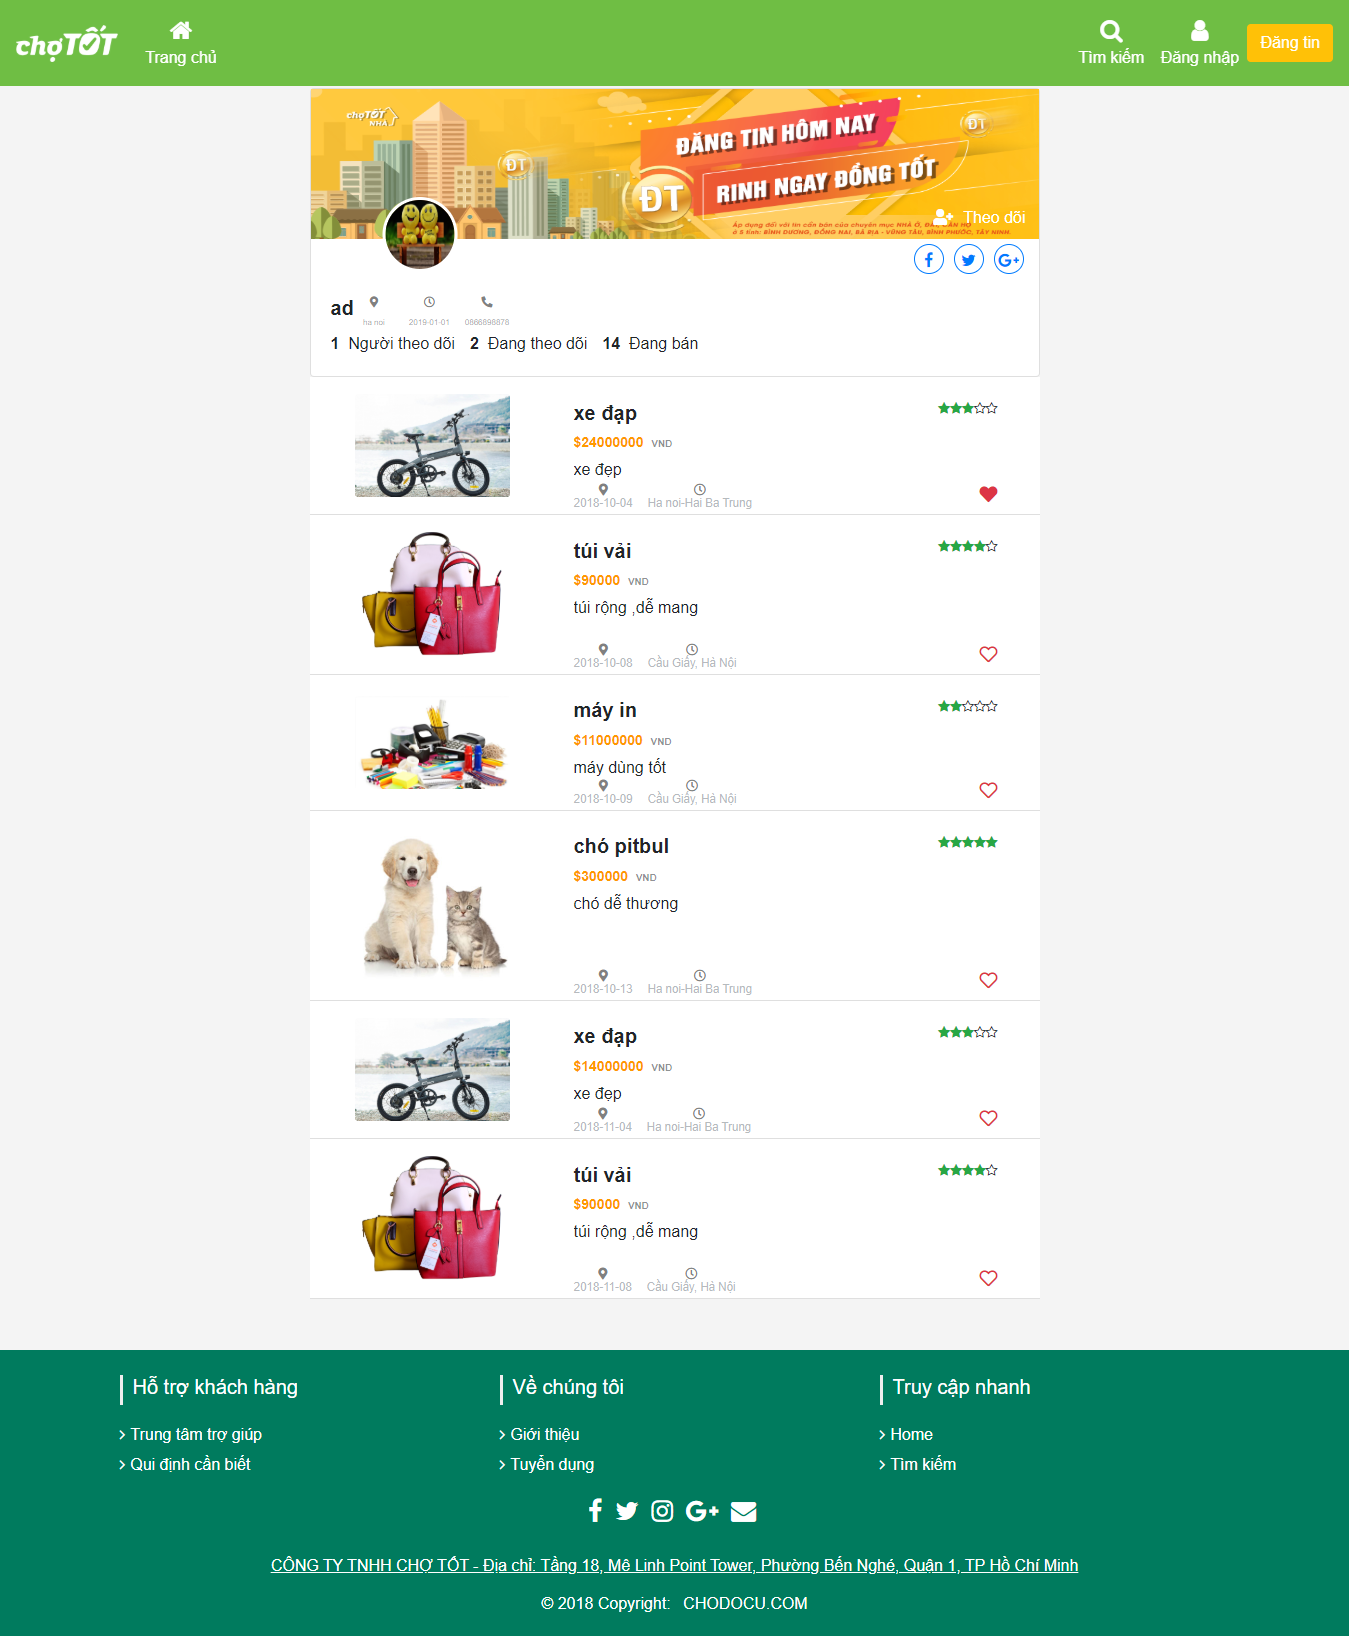 chợTỐT
Trang chủ
Tìm kiếm
Đăng nhập
Đăng tin
chợTỐT
NHÀ
ĐĂNG TIN HÔM NAY
RINH NGAY ĐỒNG TỐT
ĐT
ĐT
ĐT
Theo dõi
ad
ha noi
2019-01-01
0866698878
1 Người theo dõi 2 Đang theo dõi 14 Đang bán
xe đạp
$24000000 VND
xe đẹp
2018-10-04 Ha noi-Hai Ba Trung
túi vải
$90000 VND
túi rộng ,dễ mang
2018-10-08 Cầu Giấy, Hà Nội
máy in
$11000000 VND
máy dùng tốt
2018-10-09 Cầu Giấy, Hà Nội
chó pitbul
$300000 VND
chó dễ thương
2018-10-13 Ha noi-Hai Ba Trung
xe đạp
$14000000 VND
xe đẹp
2018-11-04 Ha noi-Hai Ba Trung
túi vải
$90000 VND
túi rộng ,dễ mang
2018-11-08 Cầu Giấy, Hà Nội
Hỗ trợ khách hàng
Trung tâm trợ giúp
Qui định cần biết
Về chúng tôi
Giới thiệu
Tuyển dụng
Truy cập nhanh
Home
Tìm kiếm
CÔNG TY TNHH CHỢ TỐT - Địa chỉ: Tầng 18, Mê Linh Point Tower, Phường Bến Nghé, Quận 1, TP Hồ Chí Minh
© 2018 Copyright: CHODOCU.COM